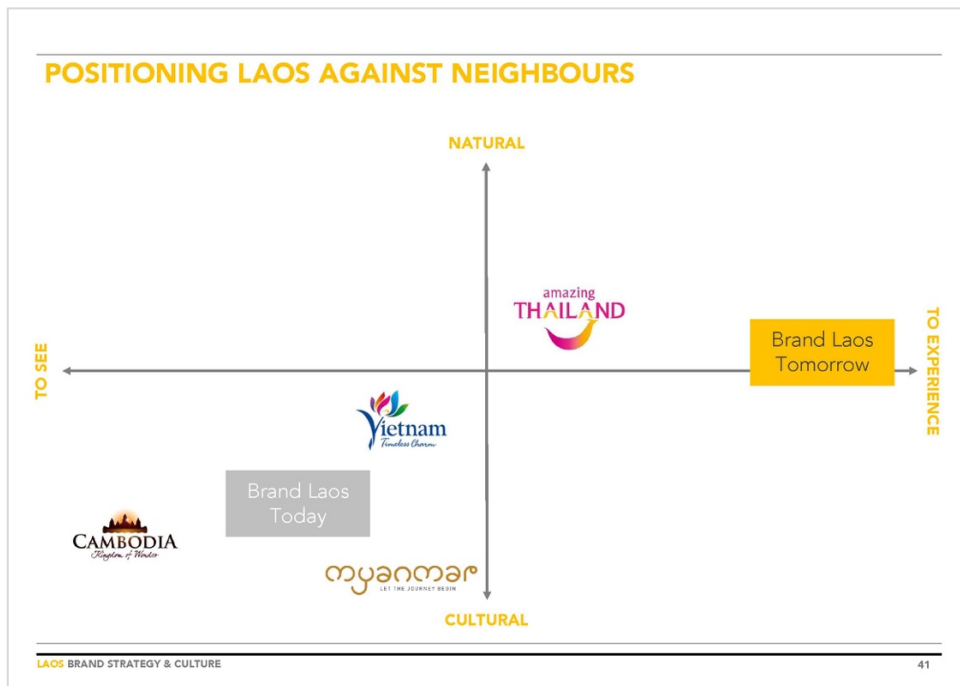 POSITIONING LAOS AGAINST NEIGHBOURS
NATURAL
amazing
THAILAND
TO SEE
Brand Laos
Tomorrow
TO EXPERIENCE
Vietnam
Timeless Charm
Brand Laos
Today
CAMBODIA
Kingdom of Wonder
myanmar
LET THE JOURNEY BEGIN
CULTURAL
LAOS BRAND STRATEGY & CULTURE
41